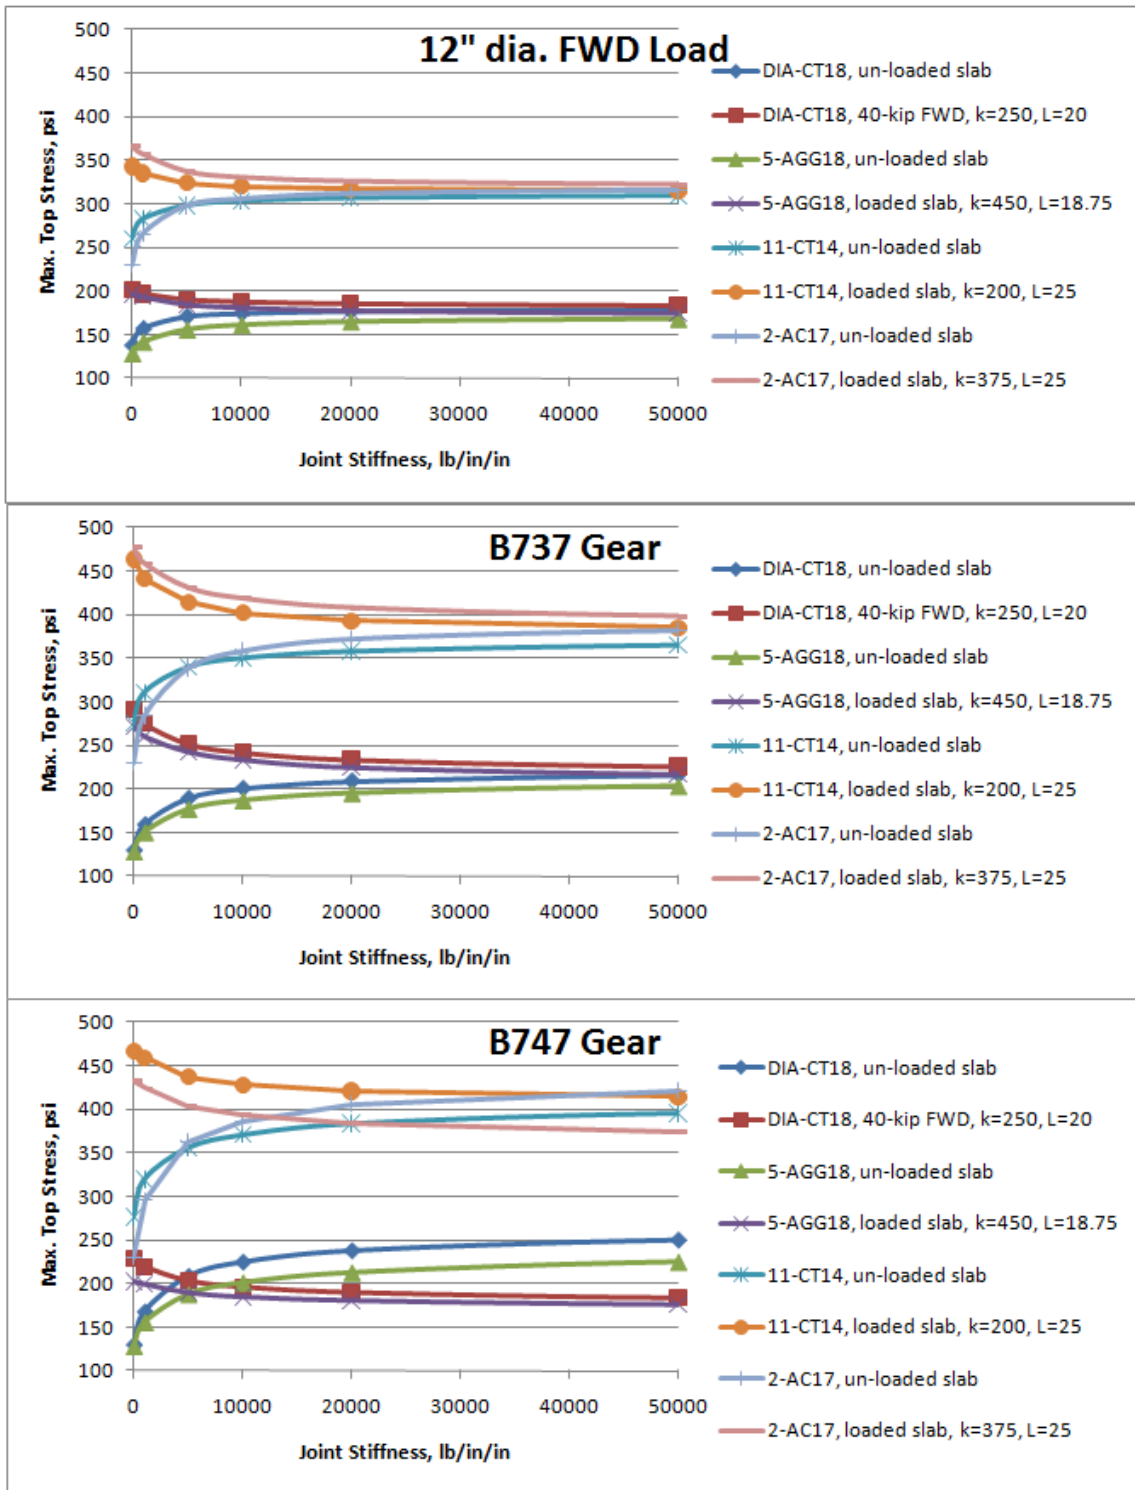 12" dia. FWD Load
Max. Top Stress, psi
500
450
400
350
300
250
200
150
100
0 10000 20000 30000 40000 50000
Joint Stiffness, lb/in/in
DIA-CT18, un-loaded slab
DIA-CT18, 40-kip FWD, k=250, L=20
5-AGG18, un-loaded slab
5-AGG18, loaded slab, k=450, L=18.75
11-CT14, un-loaded slab
11-CT14, loaded slab, k=200, L=25
2-AC17, un-loaded slab
2-AC17, loaded slab, k=375, L=25
B737 Gear
Max. Top Stress, psi
500
450
400
350
300
250
200
150
100
0 10000 20000 30000 40000 50000
Joint Stiffness, lb/in/in
DIA-CT18, un-loaded slab
DIA-CT18, 40-kip FWD, k=250, L=20
5-AGG18, un-loaded slab
5-AGG18, loaded slab, k=450, L=18.75
11-CT14, un-loaded slab
11-CT14, loaded slab, k=200, L=25
2-AC17, un-loaded slab
2-AC17, loaded slab, k=375, L=25
B747 Gear
Max. Top Stress, psi
500
450
400
350
300
250
200
150
100
0 10000 20000 30000 40000 50000
Joint Stiffness, lb/in/in
DIA-CT18, un-loaded slab
DIA-CT18, 40-kip FWD, k=250, L=20
5-AGG18, un-loaded slab
5-AGG18, loaded slab, k=450, L=18.75
11-CT14, un-loaded slab
11-CT14, loaded slab, k=200, L=25
2-AC17, un-loaded slab
2-AC17, loaded slab, k=375, L=25